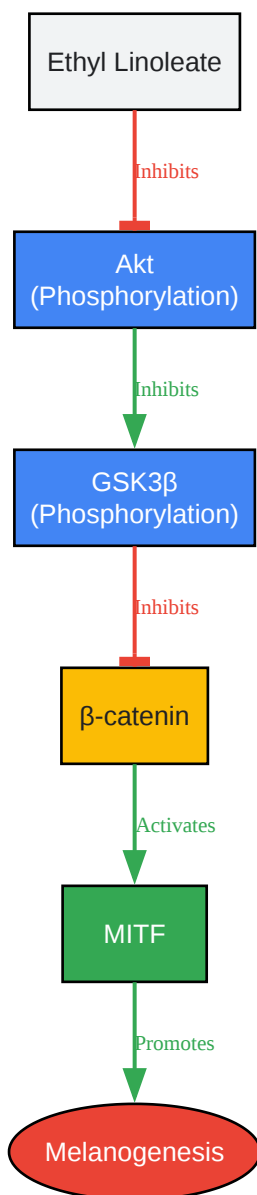 Ethyl Linoleate
Inhibits
Akt
(Phosphorylation)
Inhibits
GSK3β
(Phosphorylation)
Inhibits
β-catenin
Activates
MITF
Promotes
Melanogenesis